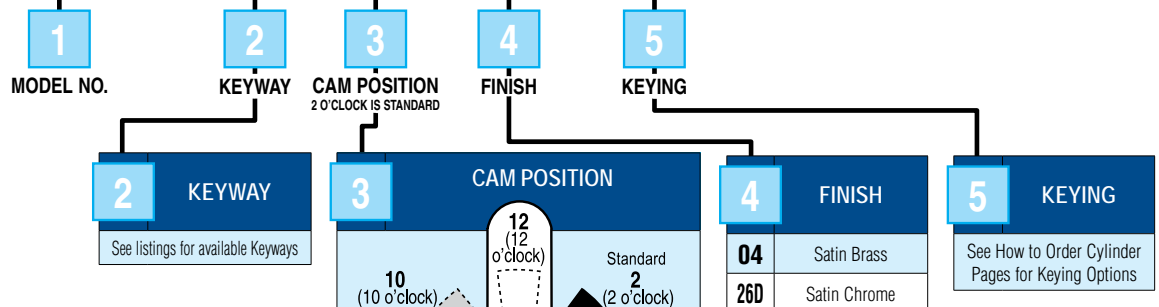 1
2
3
4
5
MODEL NO.
KEYWAY
CAM POSITION
2 O'CLOCK IS STANDARD
FINISH
KEYING
2
KEYWAY
See listings for available Keyways
3
CAM POSITION
12
(12
o'clock)
10
(10 o'clock)
Standard
2
(2 o'clock)
4
FINISH
04 Satin Brass
26D Satin Chrome
5
KEYING
See How to Order Cylinder
Pages for Keying Options